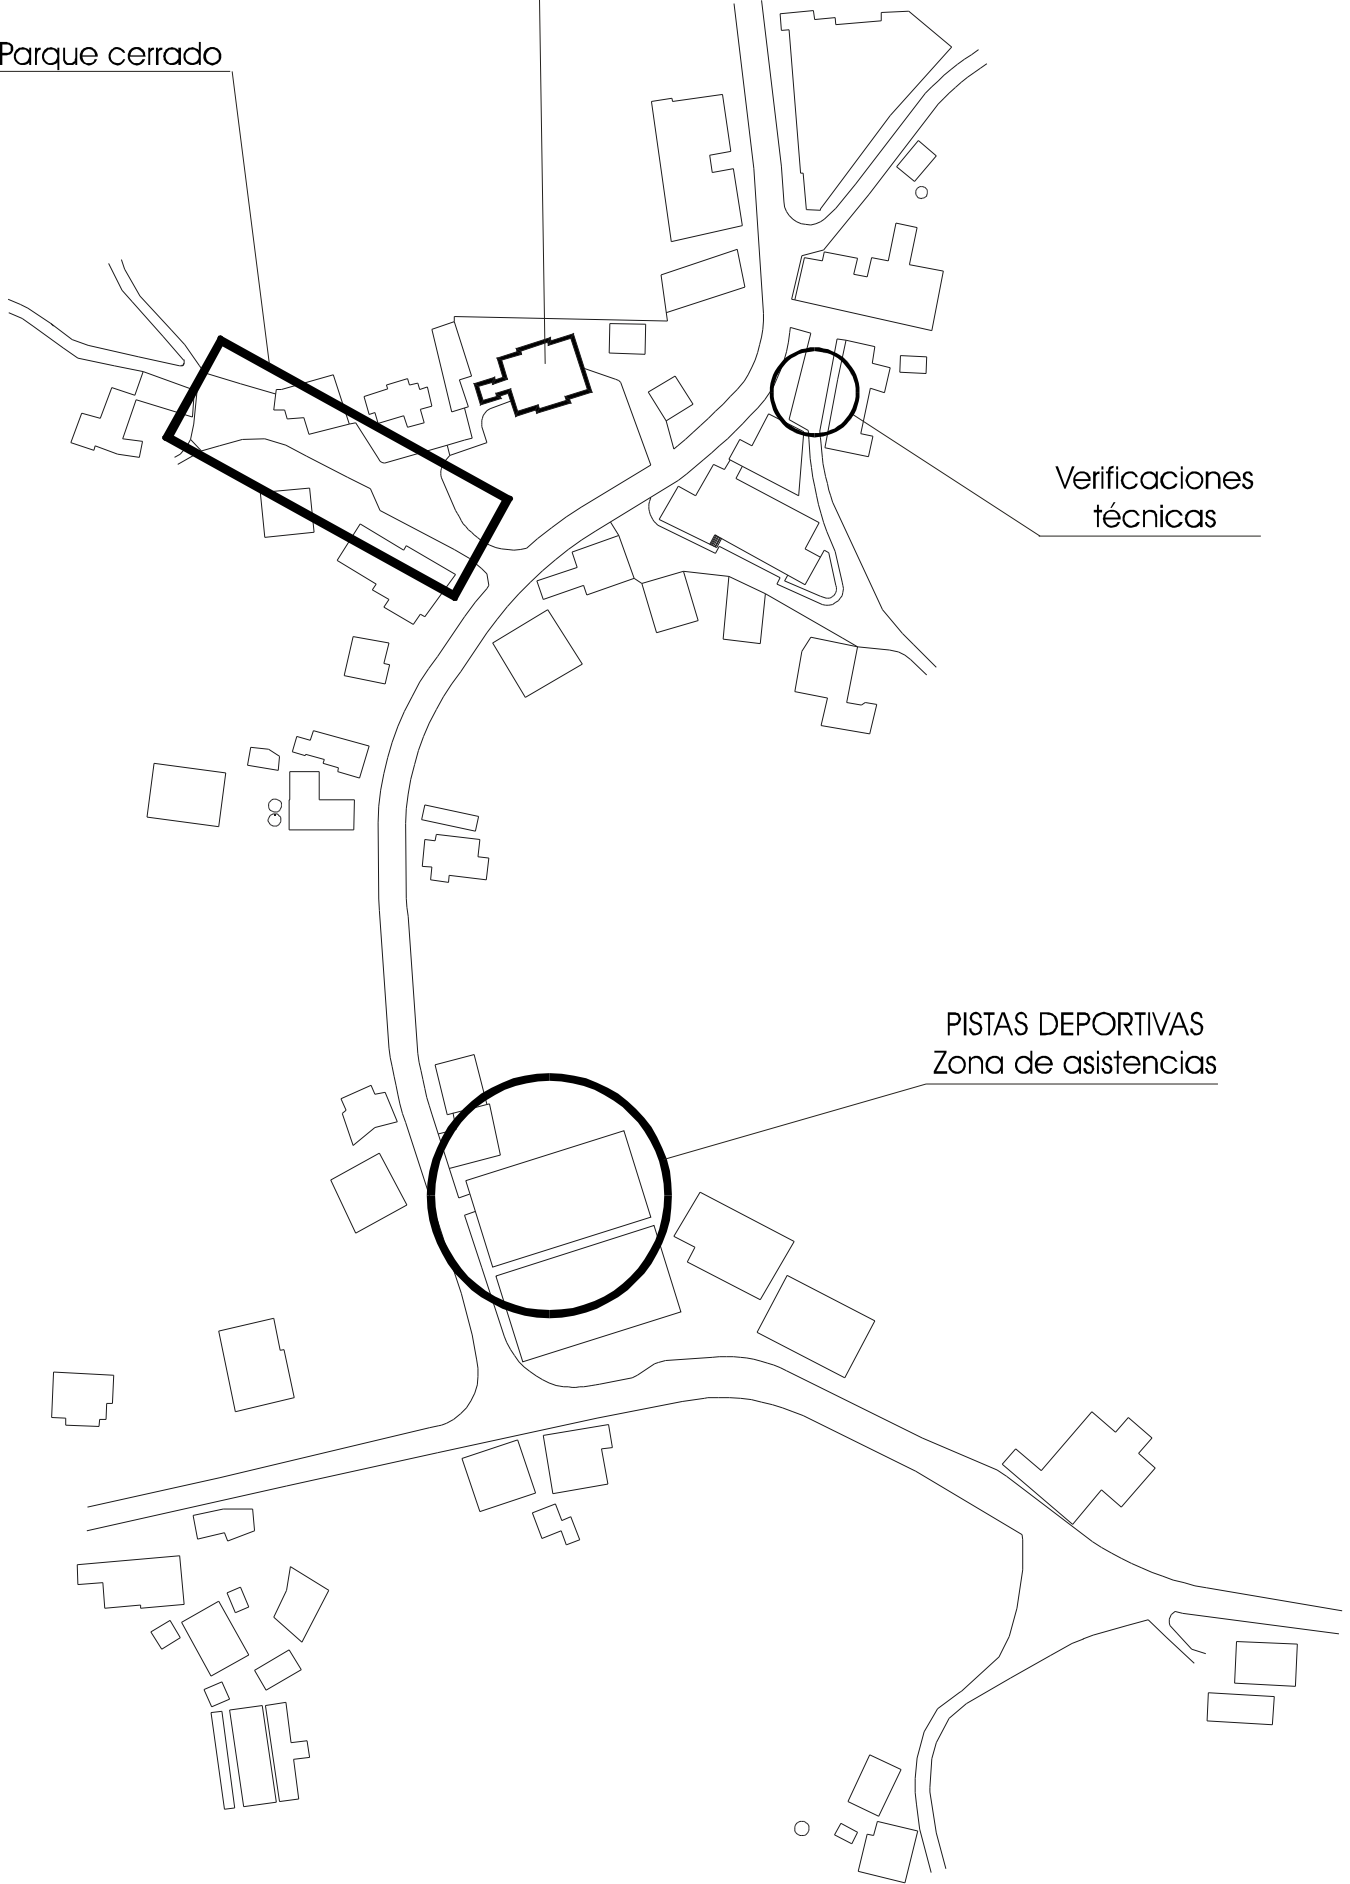 Parque cerrado
Verificaciones
técnicas
PISTAS DEPORTIVAS
Zona de asistencias